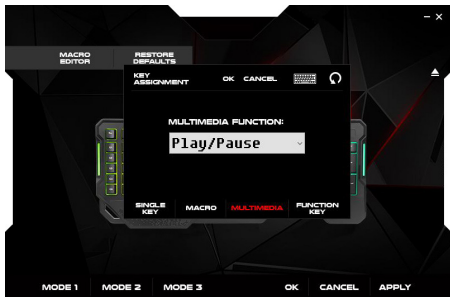 MACRO EDITOR
RESTORE DEFAULTS
KEY ASSIGNMENT
OK CANCEL
MULTIMEDIA FUNCTION:
Play/Pause
SINGLE KEY
MACRO
MULTIMEDIA
FUNCTION KEY
MODE 1 MODE 2 MODE 3 OK CANCEL APPLY